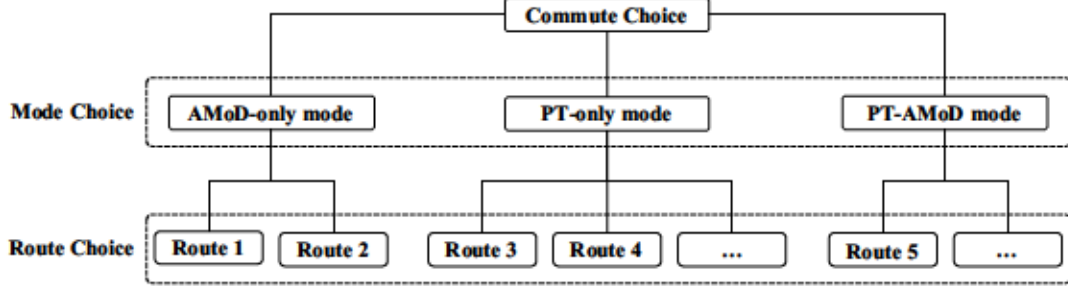 Commute Choice
Mode Choice
AMoD-only mode
PT-only mode
PT-AMoD mode
Route Choice
Route 1
Route 2
Route 3
Route 4
...
Route 5
...